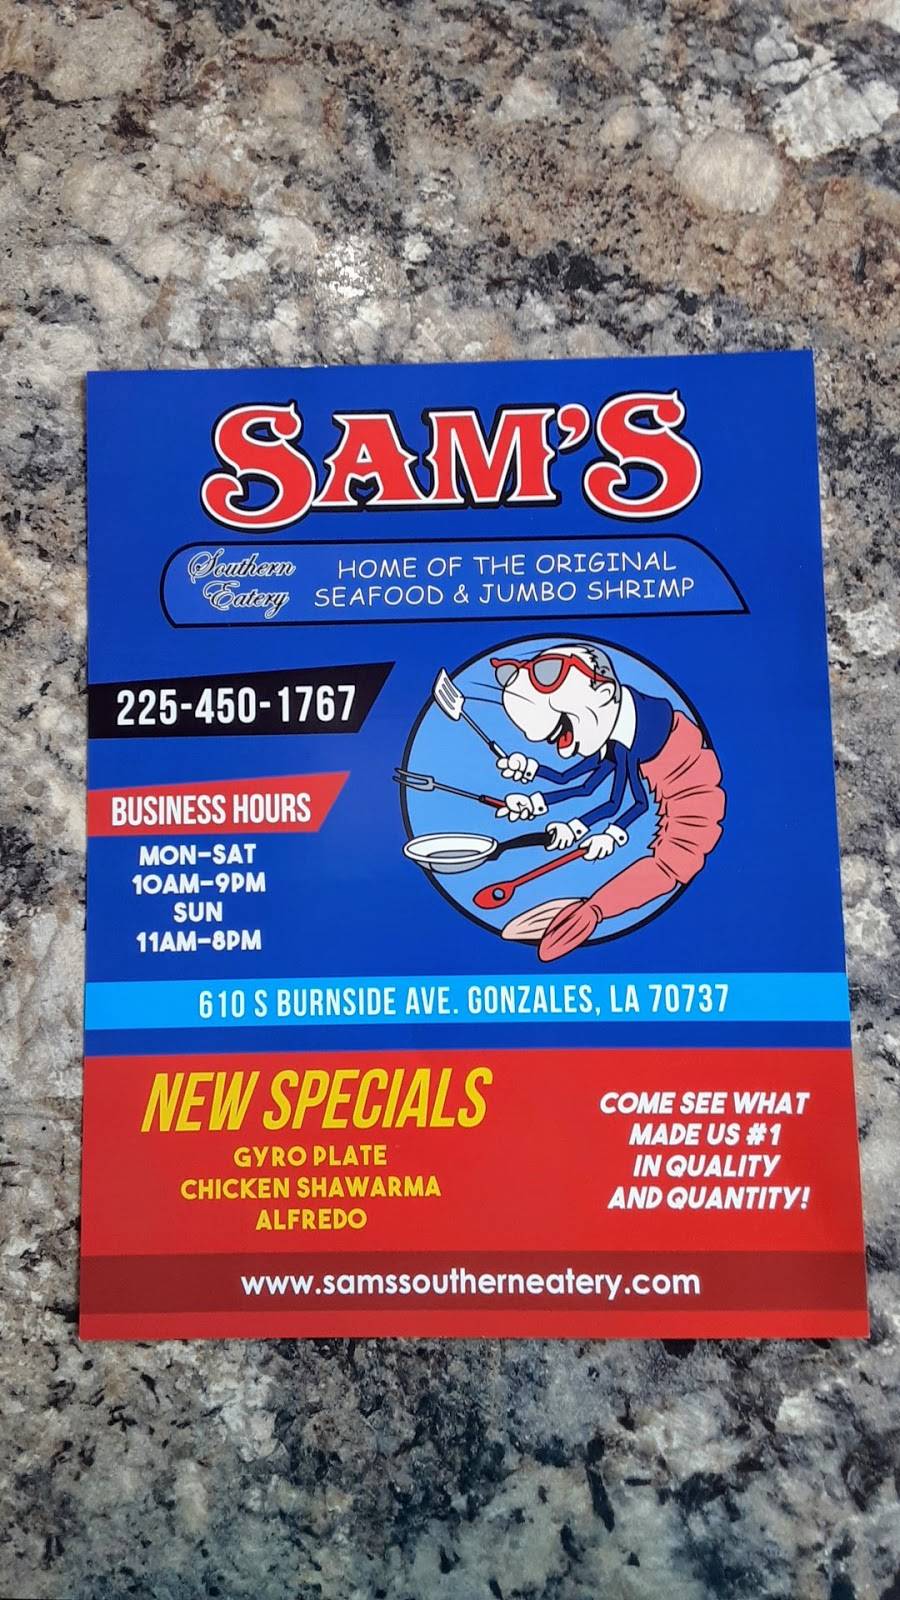 SAM'S
Southern
Eatery
HOME OF THE ORIGINAL
SEAFOOD & JUMBO SHRIMP
225-450-1767
BUSINESS HOURS
MON-SAT
10AM-9PM
SUN
11AM-8PM
610 S BURNSIDE AVE. GONZALES, LA 70737
NEW SPECIALS
GYRO PLATE
CHICKEN SHAWARMA
ALFREDO
COME SEE WHAT
MADE US #1
IN QUALITY
AND QUANTITY!
www.samssoutherneatery.com